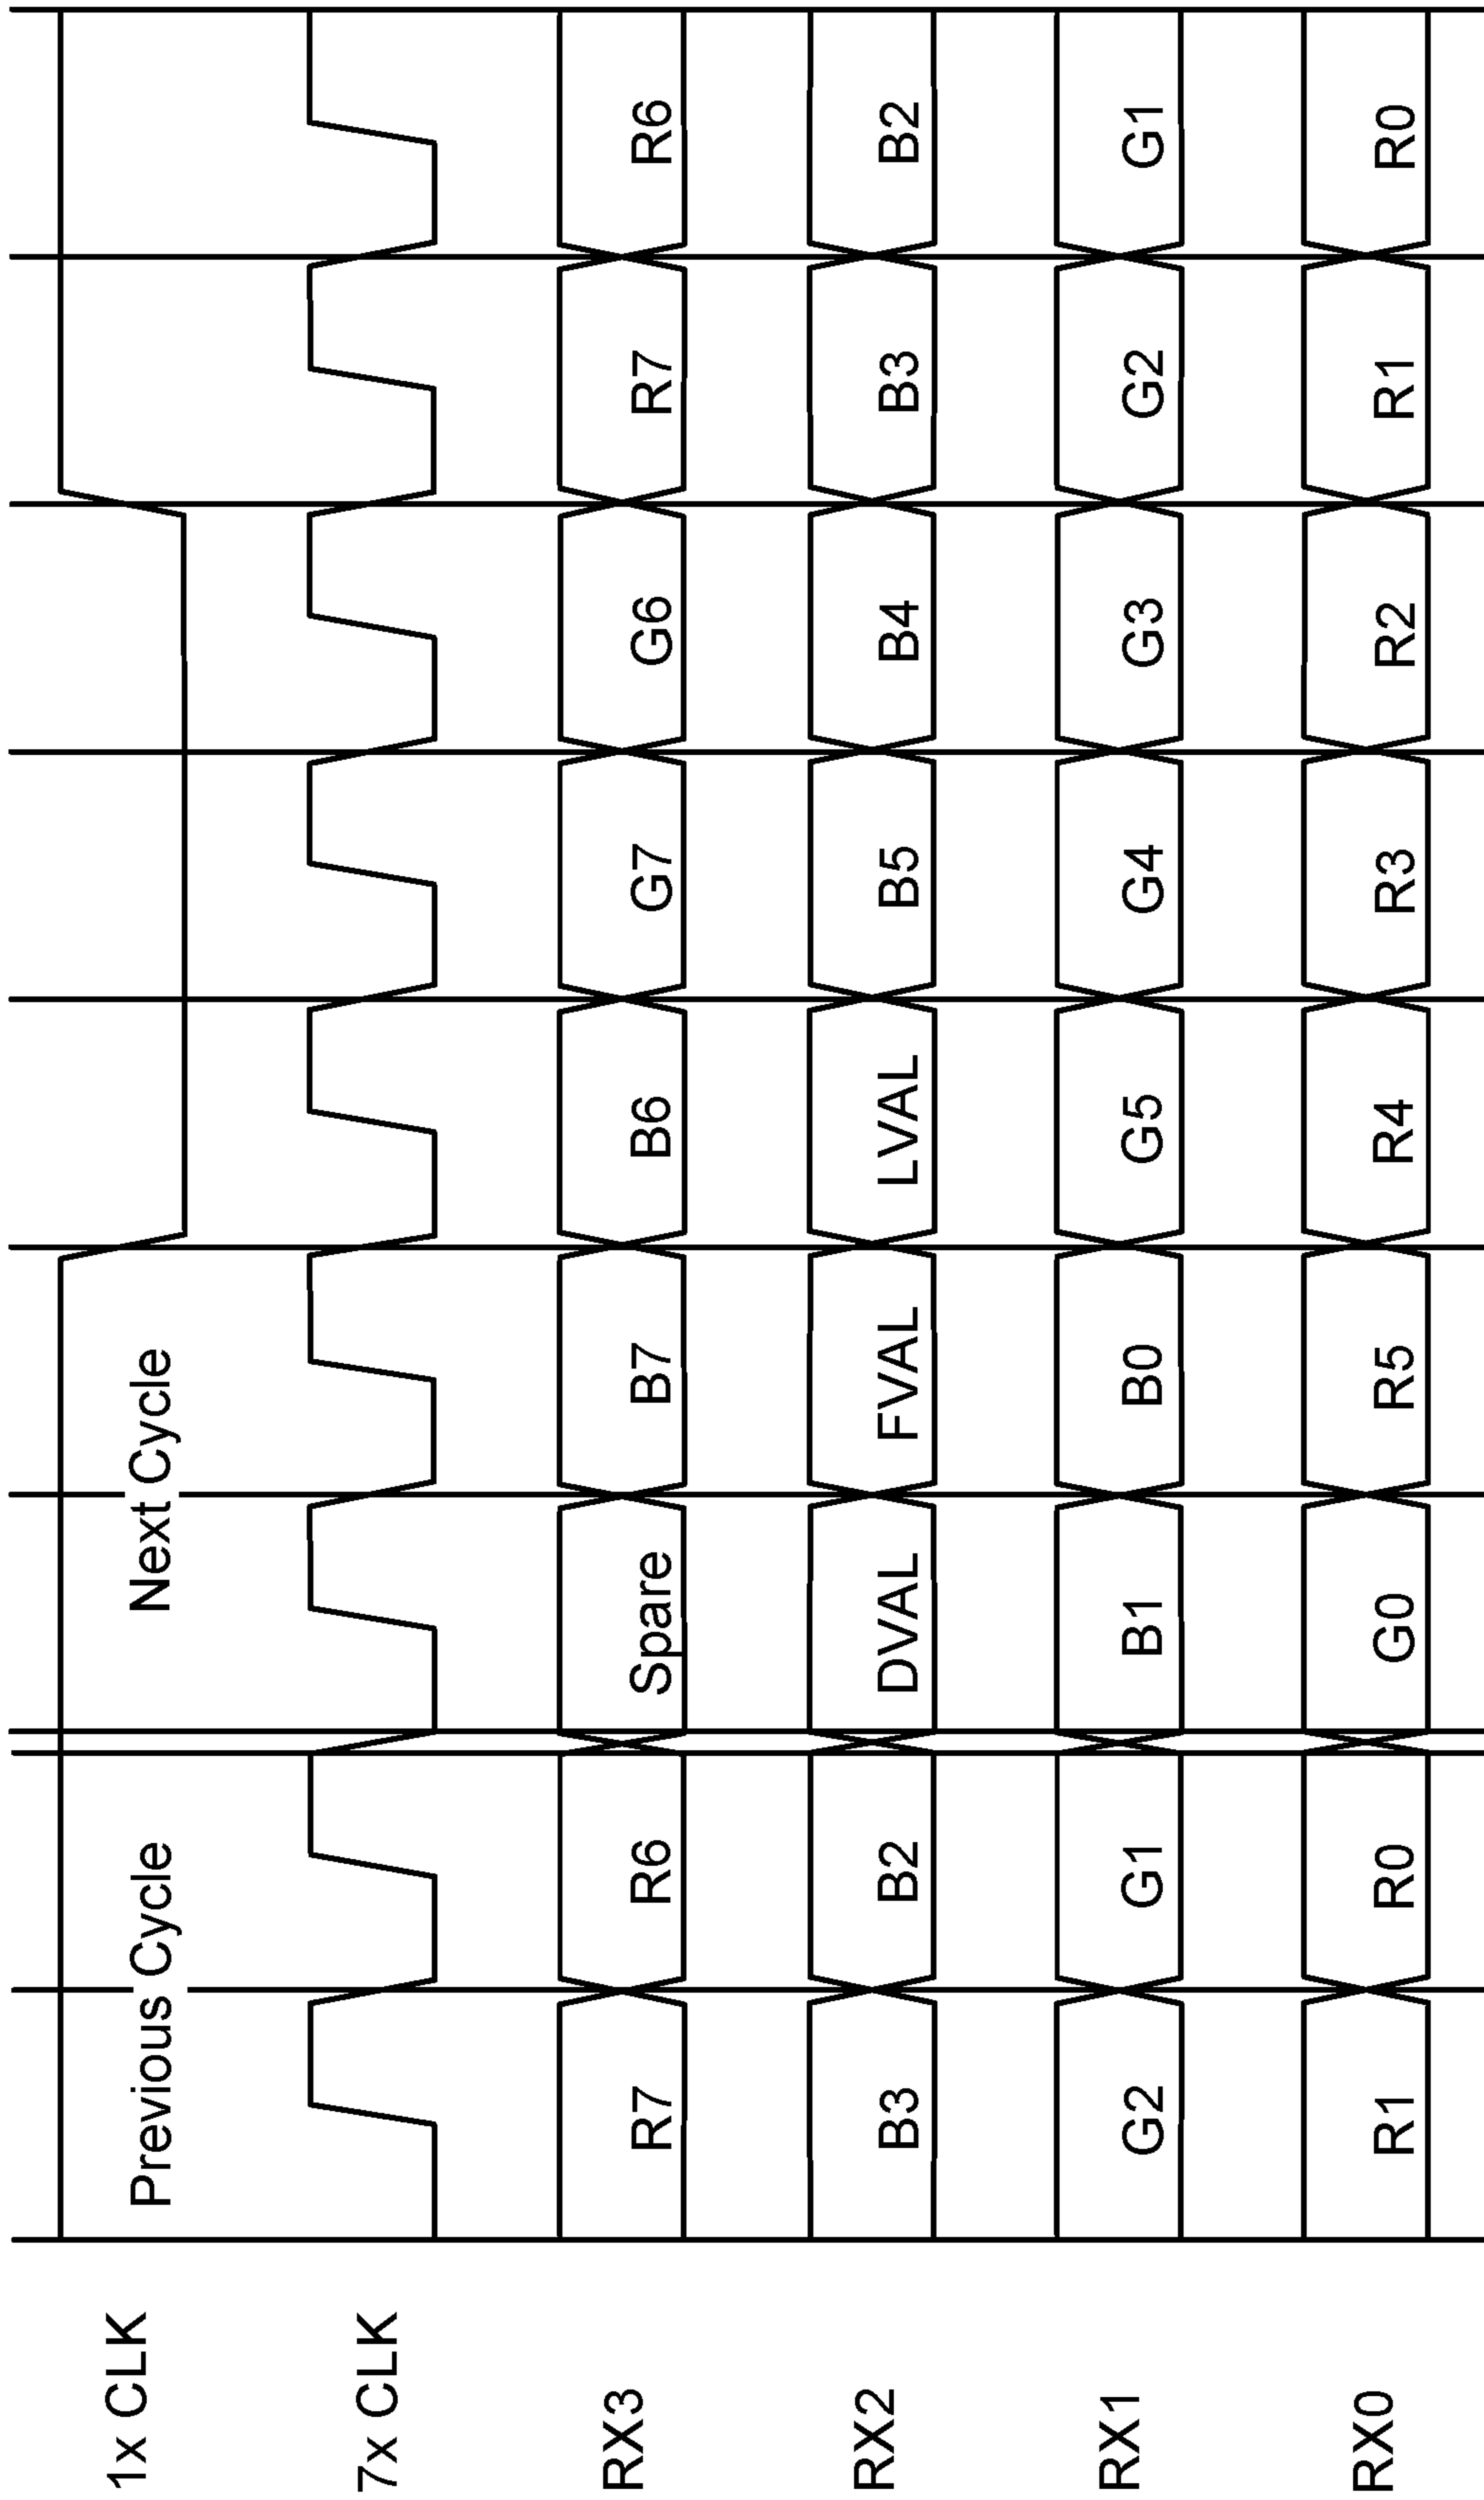 Previous Cycle Next Cycle
1x CLK
7x CLK
RX3 R7 R6 Spare B7 B6 G7 G6 R7 R6
RX2 B3 B2 DVAL FVAL LVAL B5 B4 B3 B2
RX1 G2 G1 B1 B0 G5 G4 G3 G2 G1
RX0 R1 R0 G0 R5 R4 R3 R2 R1 R0